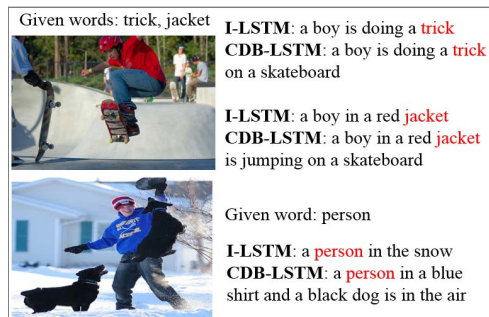 Given words: trick, jacket
I-LSTM: a boy is doing a trick
CDB-LSTM: a boy is doing a trick
on a skateboard
I-LSTM: a boy in a red jacket
CDB-LSTM: a boy in a red jacket
is jumping on a skateboard
Given word: person
I-LSTM: a person in the snow
CDB-LSTM: a person in a blue
shirt and a black dog is in the air